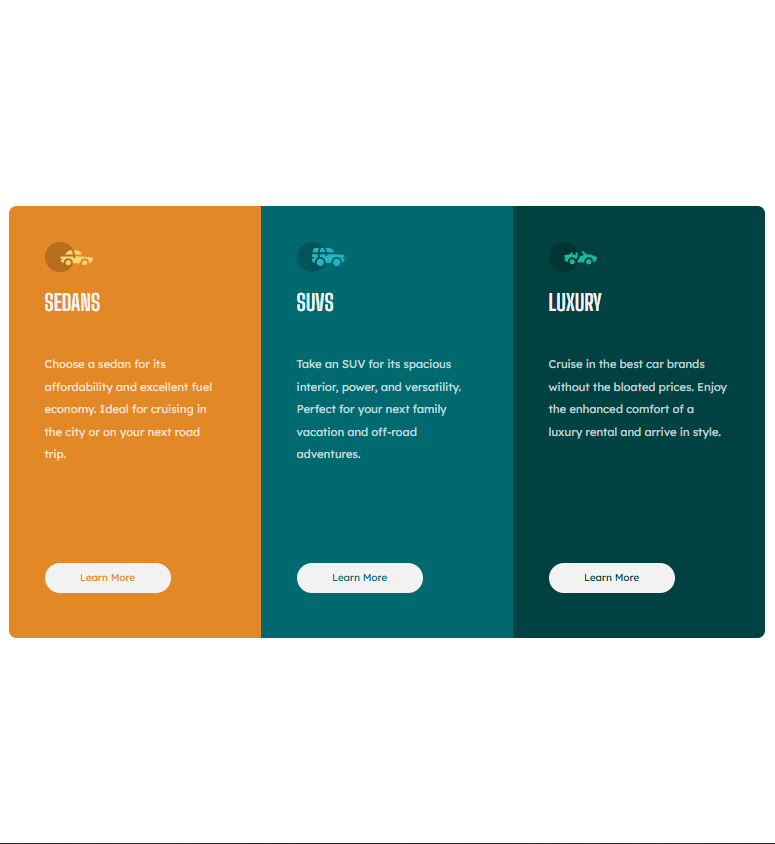 SEDANS
Choose a sedan for its
affordability and excellent fuel
economy. Ideal for cruising in
the city or on your next road
trip.
Learn More
SUVS
Take an SUV for its spacious
interior, power, and versatility.
Perfect for your next family
vacation and off-road
adventures.
Learn More
LUXURY
Cruise in the best car brands
without the bloated prices. Enjoy
the enhanced comfort of a
luxury rental and arrive in style.
Learn More